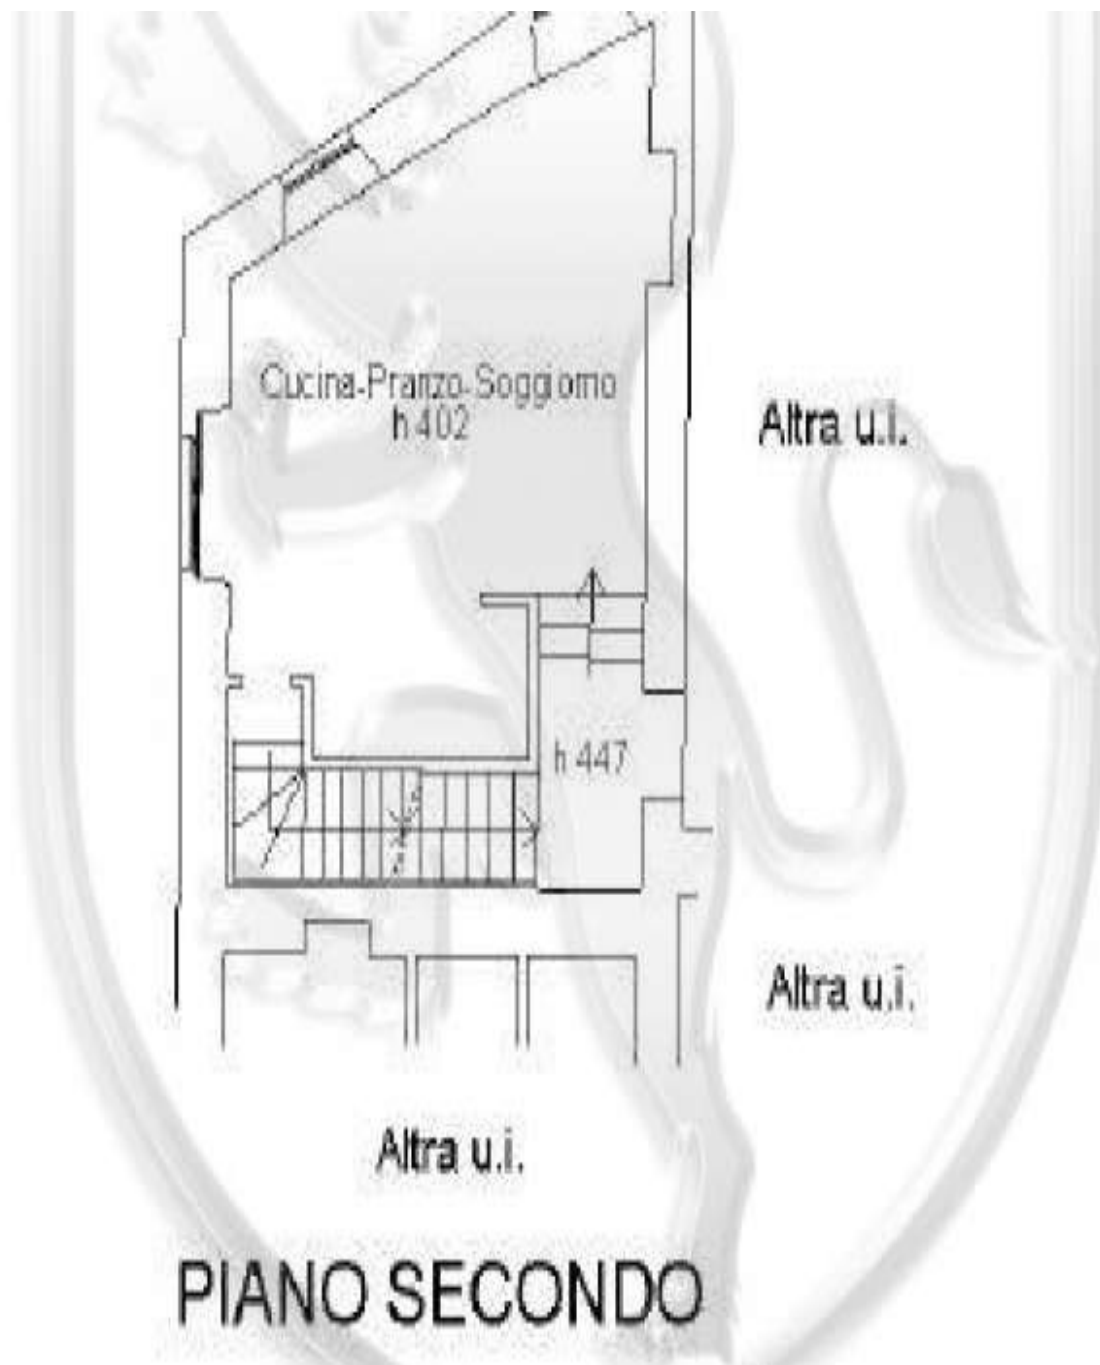 Cucina-Pranzo-Soggiorno
h 402
Altra u.i.
h 447
Altra u.i.
Altra u.i.
PIANO SECONDO